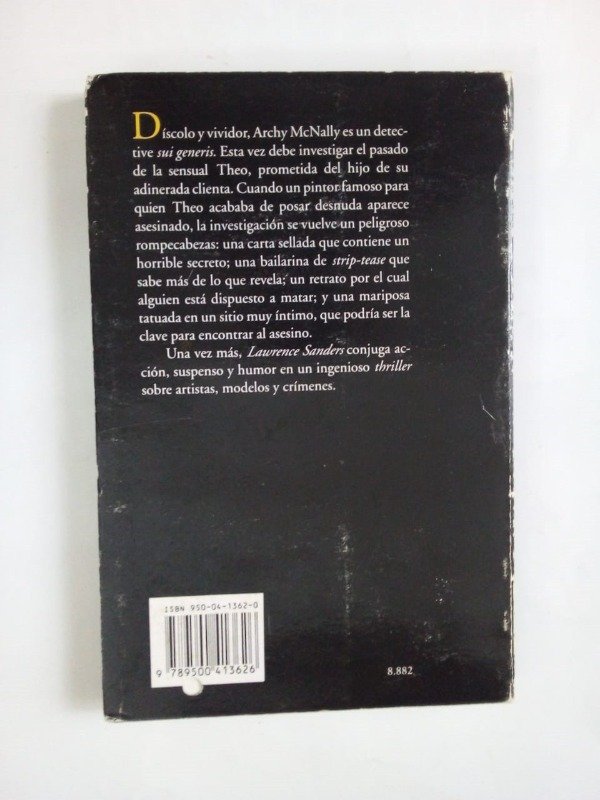 Díscolo y vividor, Archy McNally es un detec-
tive sui generis. Esta vez debe investigar el pasado
de la sensual Theo, prometida del hijo de su
adinerada clienta. Cuando un pintor famoso para
quien Theo acababa de posar desnuda aparece
asesinado, la investigación se vuelve un peligroso
rompecabezas: una carta sellada que contiene un
horrible secreto; una bailarina de strip-tease que
sabe más de lo que revela; un retrato por el cual
alguien está dispuesto a matar; y una mariposa
tatuada en un sitio muy íntimo, que podría ser la
clave para encontrar al asesino.
Una vez más, Lawrence Sanders conjuga ac-
ción, suspenso y humor en un ingenioso thriller
sobre artistas, modelos y crímenes.
ISBN 950-04-1362-0
9 789500 413626
8.882